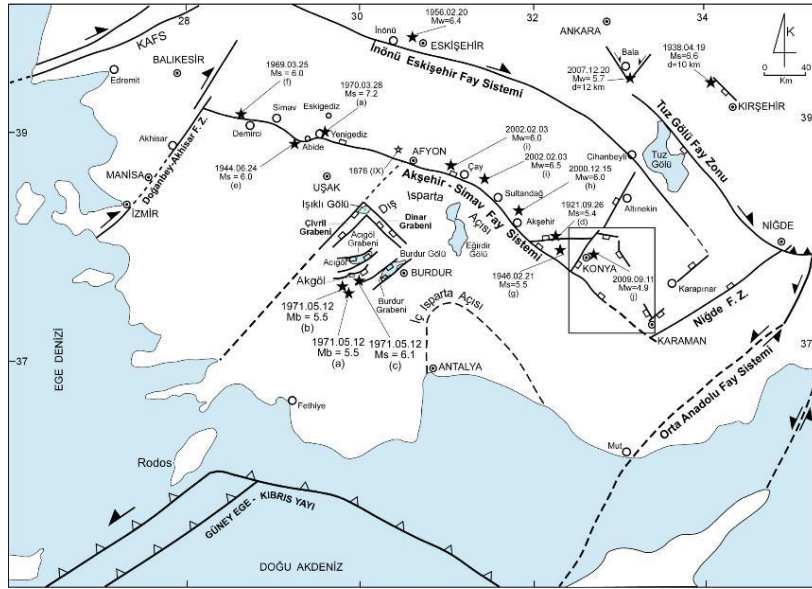 28
30
32
34
1956.02.20
Mw=6.4
ANKARA
K
KAFS
İnönü
ESKİŞEHİR
BALIKESİR
Bala
2007.12.20
Mw= 5.7
d=12 km
1938.04.19
Ms=6.6
d=10 km
0
40
Km
Edremit
1969.03.25
Ms = 6.0
(f)
1970.03.28
Ms = 7.2
(a)
İnönü Eskişehir Fay Sistemi
KIRŞEHİR
39
39
Simav
Eskigediz
Demirci
Abide
Yenigediz
Akhisar
Doğanbey-Akhisar F. Z.
1944.06.24
Ms = 6.0
(e)
1876 (IX)
AFYON
2002.02.03
Mw=6.0
(i)
2002.02.03
Mw=6.5
(i)
2000.12.15
Mw=6.0
(h)
Çay
Cihanbeyli
Tuz
Gölü
Tuz Gölü Fay Zonu
MANİSA
UŞAK
Akşehir - Simav Fay Sistemi
Sultandağ
1921.09.26
Ms=5.4
(d)
Altınekin
İZMİR
Işıklı Gölü
Dış
Isparta
Açısı
Çivril
Grabeni
Dinar
Grabeni
Akşehir
NİĞDE
Acıgöl
Grabeni
Burdur Gölü
Eğirdir
Gölü
Acıgöl
BURDUR
Akgöl
Burdur
Grabeni
KONYA
2009.09.11
Mw=4.9
(j)
Karapınar
1946.02.21
Ms=5.5
(g)
1971.05.12
Mb = 5.5
(b)
1971.05.12
Mb = 5.5
(a)
1971.05.12
Ms = 6.1
(c)
İç Isparta Açısı
Niğde F. Z.
KARAMAN
37
37
EGE DENİZİ
ANTALYA
Orta Anadolu Fay Sistemi
Fethiye
Mut
Rodos
GÜNEY EGE - KIBRIS YAYI
DOĞU AKDENİZ